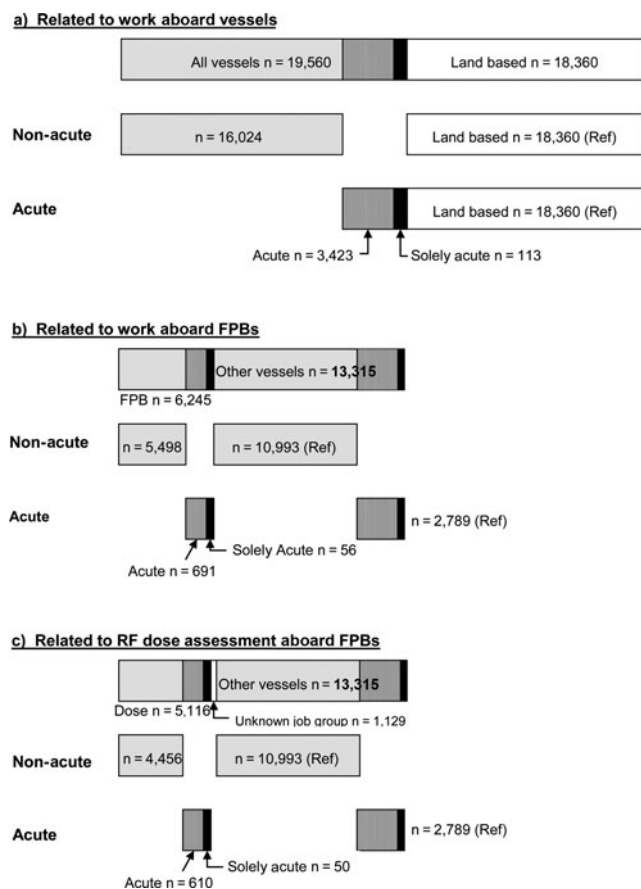 a) Related to work aboard vessels
All vessels n = 19,560 Land based n = 18,360
Non-acute n = 16,024 Land based n = 18,360 (Ref)
Acute Land based n = 18,360 (Ref)
Acute n = 3,423 Solely acute n = 113
b) Related to work aboard FPBs
Other vessels n = 13,315
FPB n = 6,245
Non-acute n = 5,498 n = 10,993 (Ref)
Acute n = 2,789 (Ref)
Solely Acute n = 56
Acute n = 691
c) Related to RF dose assessment aboard FPBs
Other vessels n = 13,315
Dose n = 5,116 Unknown job group n = 1,129
Non-acute n = 4,456 n = 10,993 (Ref)
Acute n = 2,789 (Ref)
Solely acute n = 50
Acute n = 610